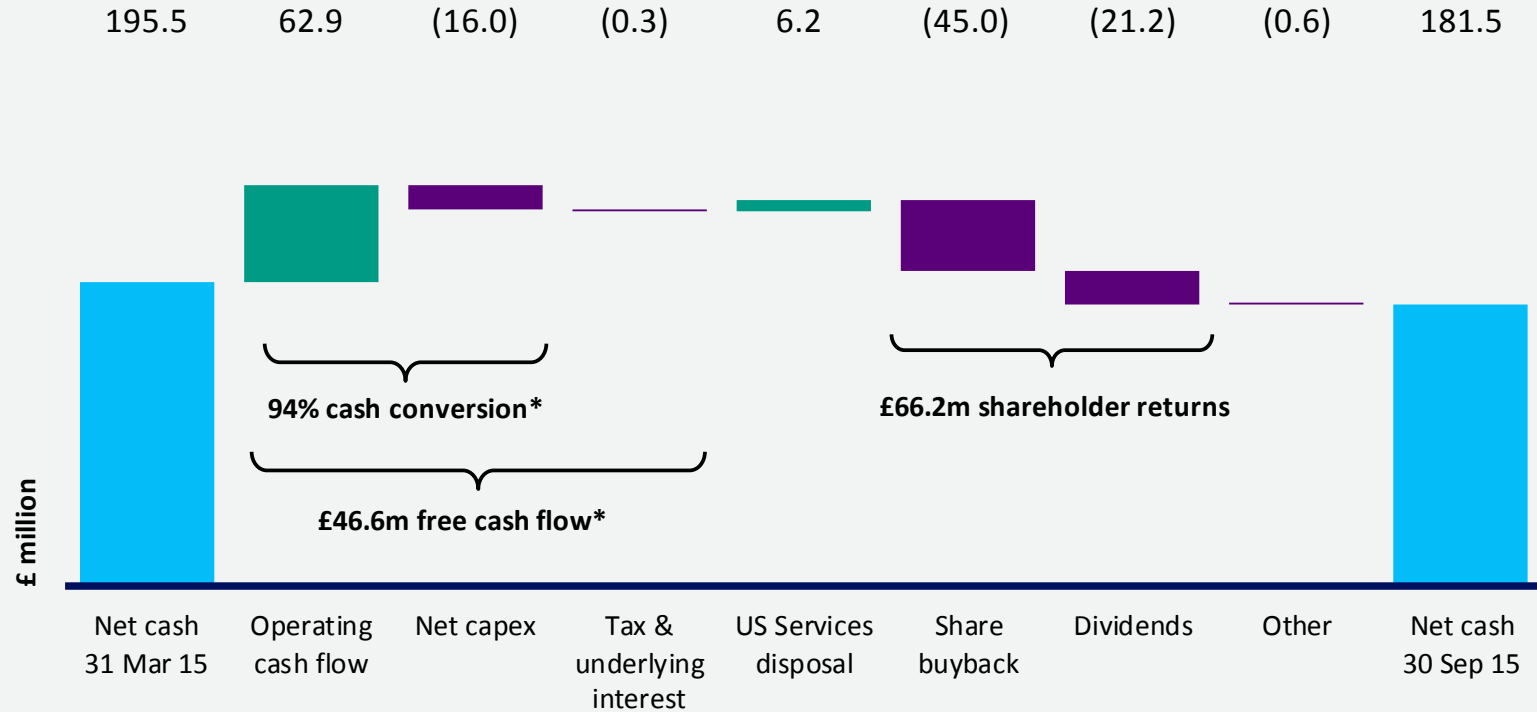 195.5 62.9 (16.0) (0.3) 6.2 (45.0) (21.2) (0.6) 181.5
94% cash conversion*
£66.2m shareholder returns
£46.6m free cash flow*
£ million
Net cash
31 Mar 15
Operating
cash flow
Net capex
Tax &
underlying
interest
US Services
disposal
Share
buyback
Dividends
Other
Net cash
30 Sep 15